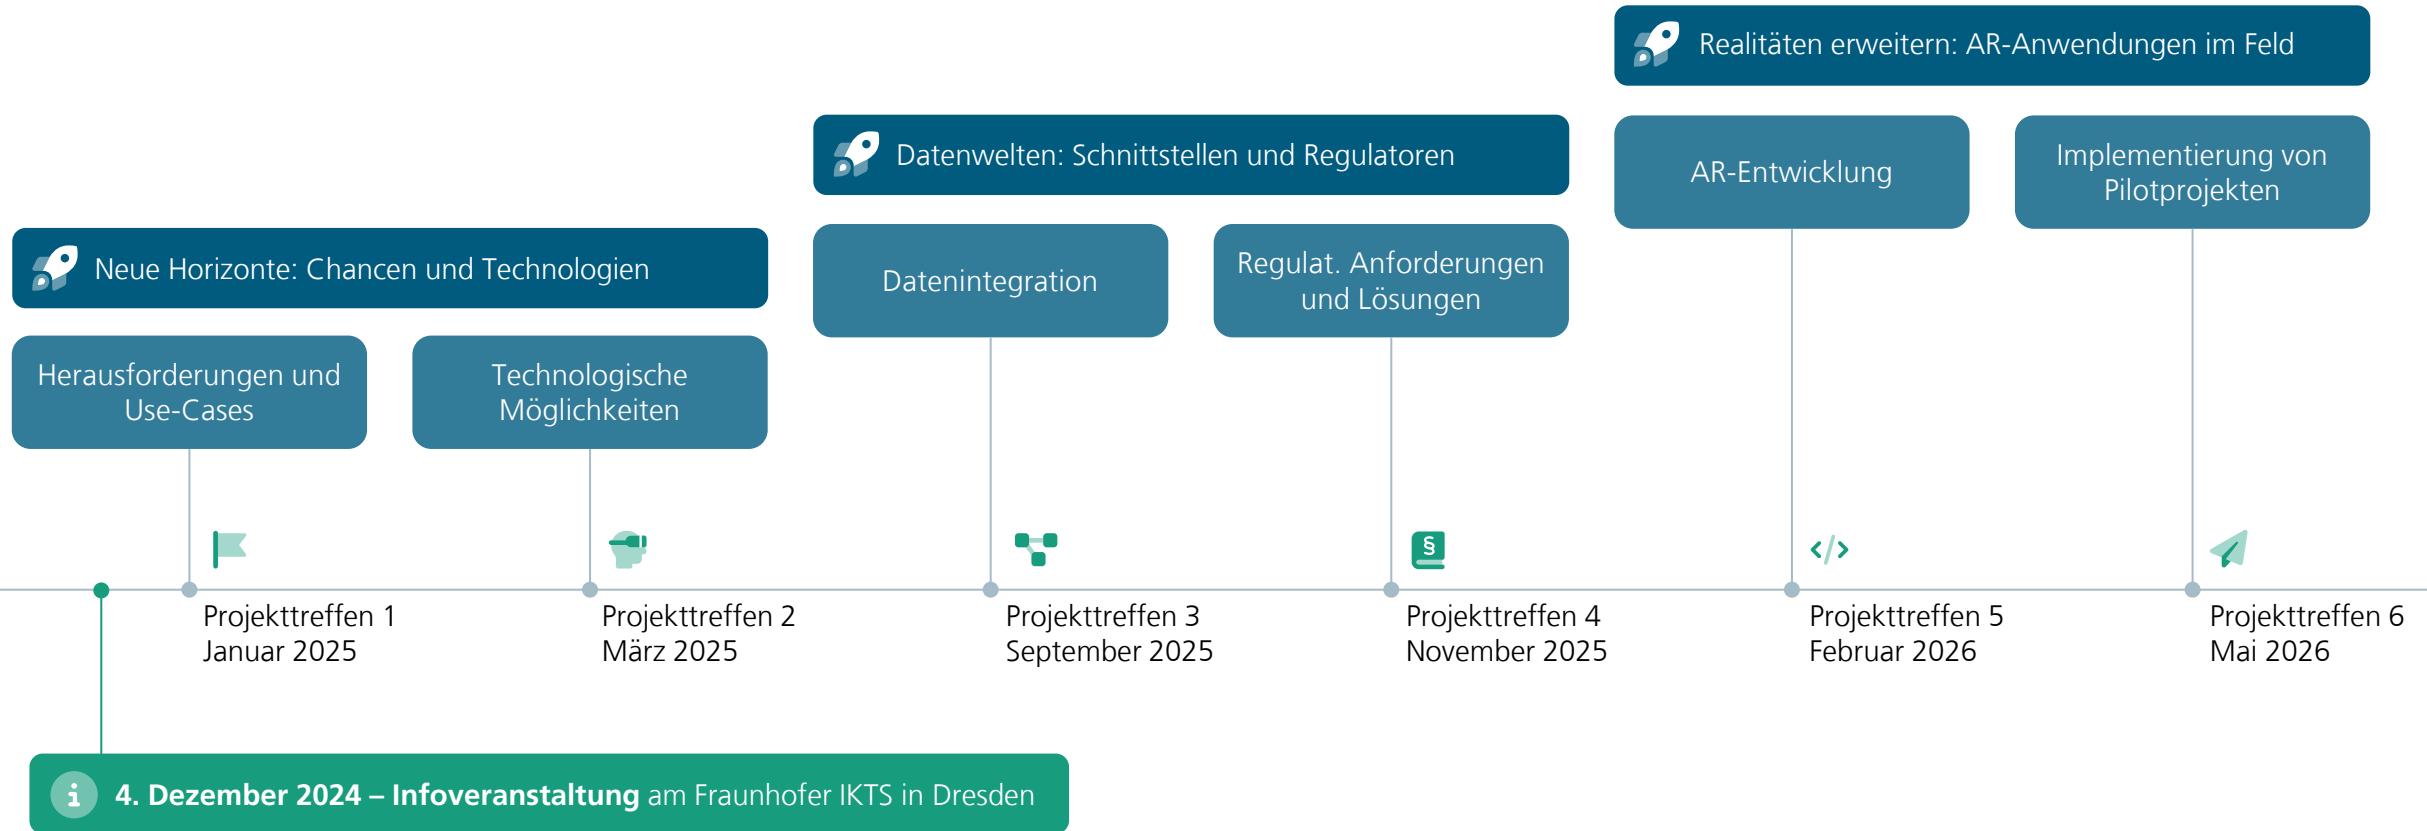 Realitäten erweitern: AR-Anwendungen im Feld
AR-Entwicklung
Implementierung von
Pilotprojekten
Datenwelten: Schnittstellen und Regulatoren
Datenintegration
Regulat. Anforderungen
und Lösungen
Neue Horizonte: Chancen und Technologien
Herausforderungen und
Use-Cases
Technologische
Möglichkeiten
§
</>
Projekttreffen 1
Januar 2025
Projekttreffen 2
März 2025
Projekttreffen 3
September 2025
Projekttreffen 4
November 2025
Projekttreffen 5
Februar 2026
Projekttreffen 6
Mai 2026
i 4. Dezember 2024 – Infoveranstaltung am Fraunhofer IKTS in Dresden